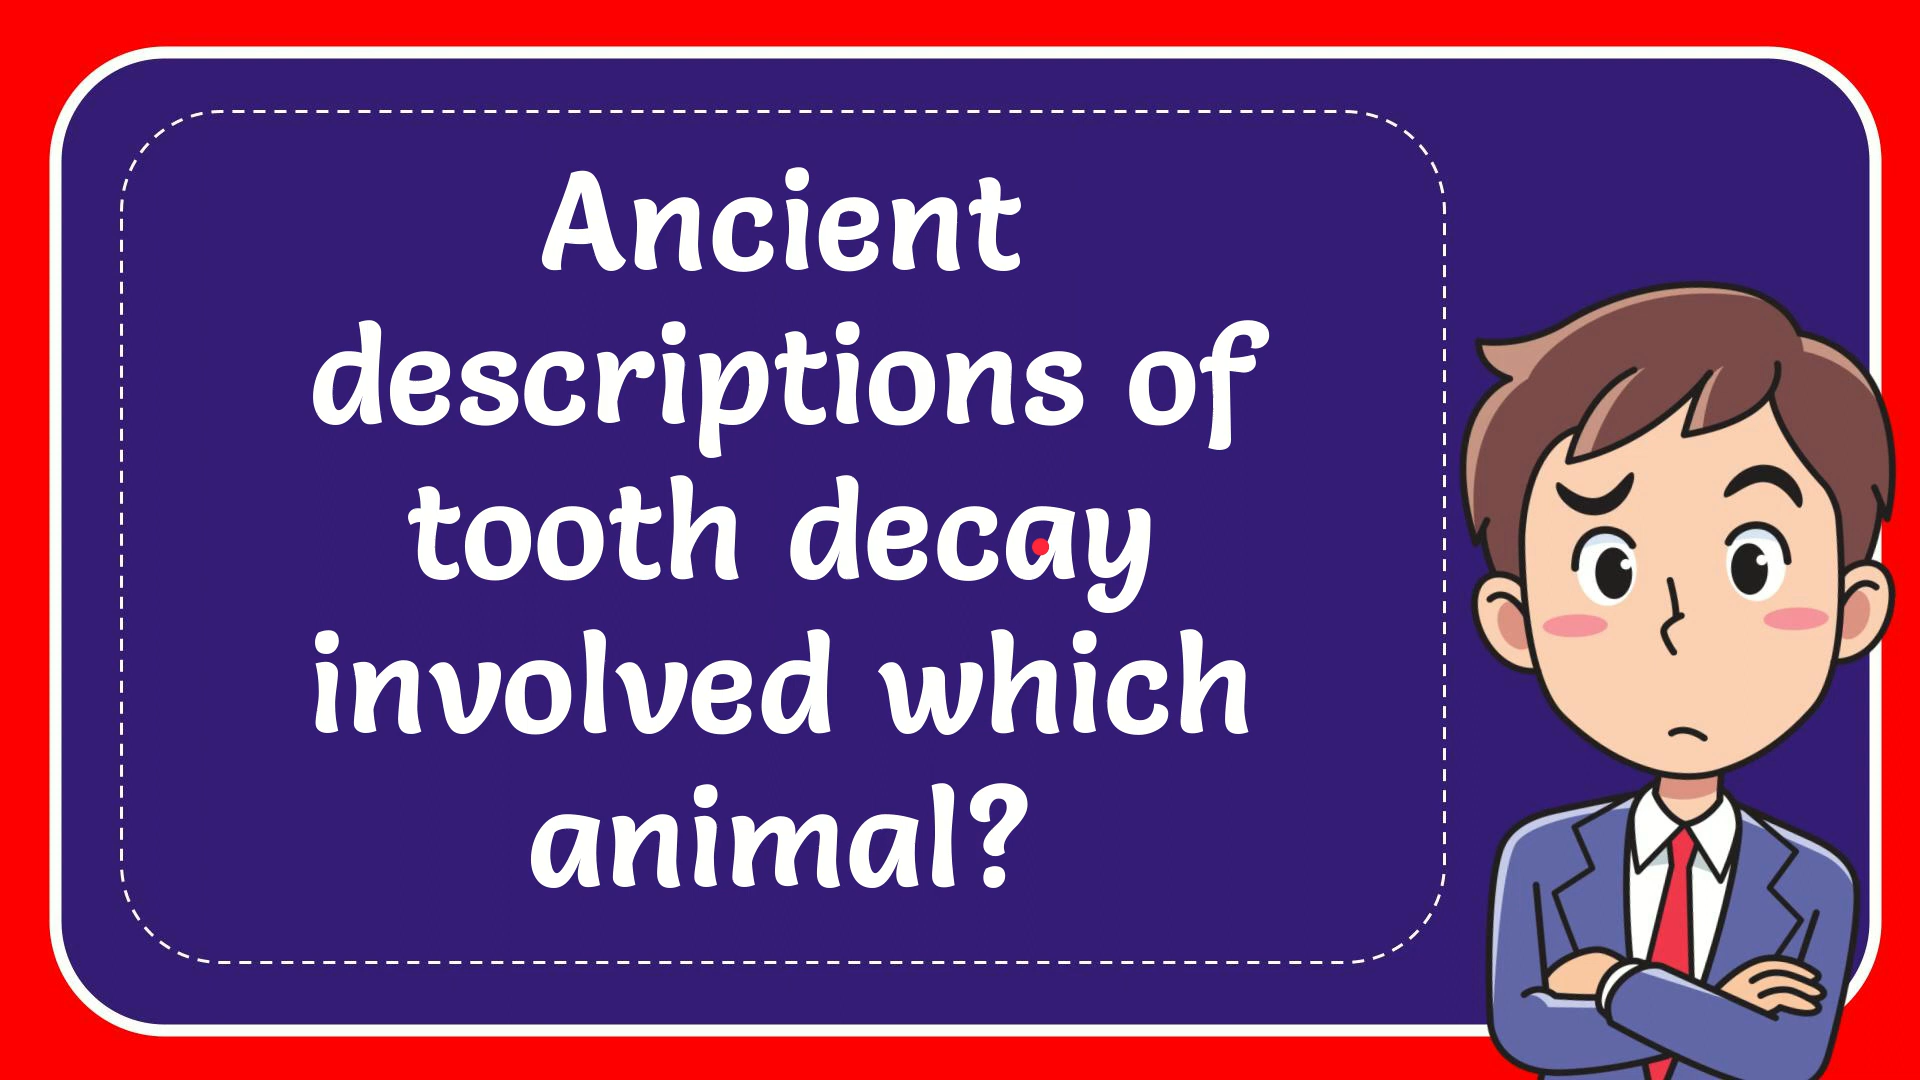 Ancient
descriptions of
tooth decay
involved which
animal?